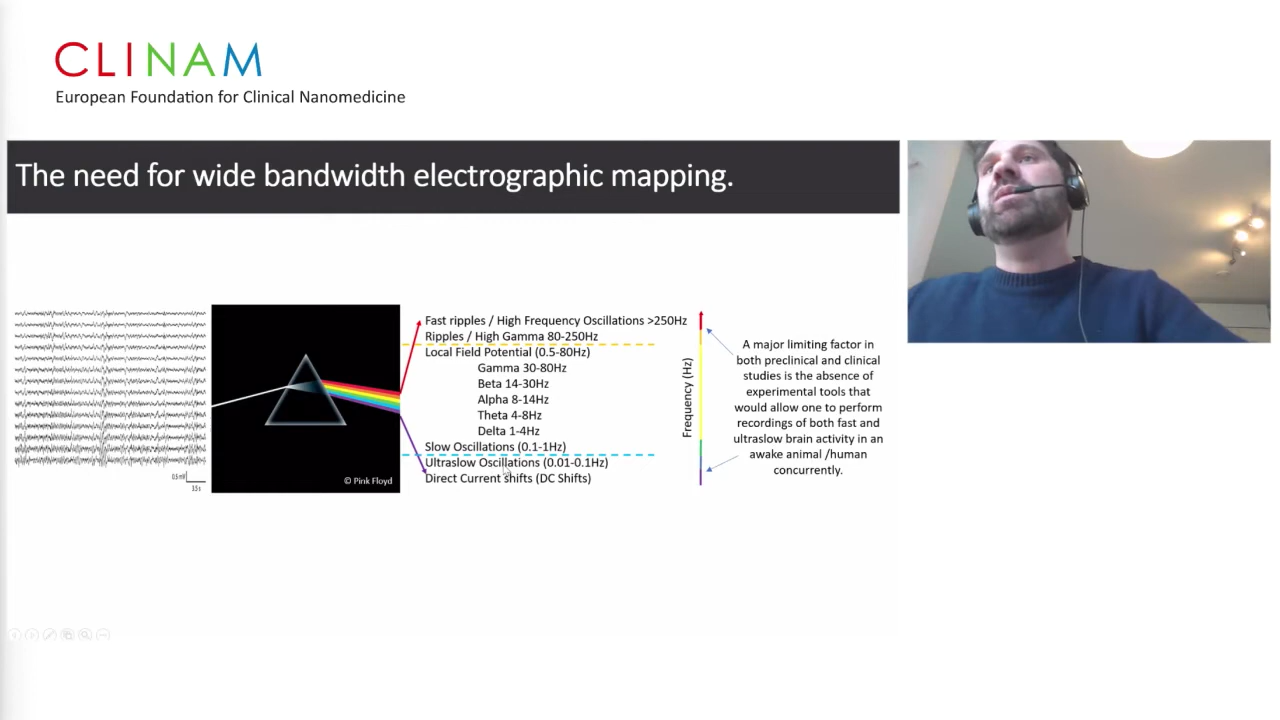 CLINAM
European Foundation for Clinical Nanomedicine
The need for wide bandwidth electrographic mapping.
0.5 mV
3.5 s
© Pink Floyd
Fast ripples / High Frequency Oscillations >250Hz
Ripples / High Gamma 80-250Hz
Local Field Potential (0.5-80Hz)
Gamma 30-80Hz
Beta 14-30Hz
Alpha 8-14Hz
Theta 4-8Hz
Delta 1-4Hz
Slow Oscillations (0.1-1Hz)
Ultraslow Oscillations (0.01-0.1Hz)
Direct Current shifts (DC Shifts)
Frequency (Hz)
A major limiting factor in
both preclinical and clinical
studies is the absence of
experimental tools that
would allow one to perform
recordings of both fast and
ultraslow brain activity in an
awake animal /human
concurrently.